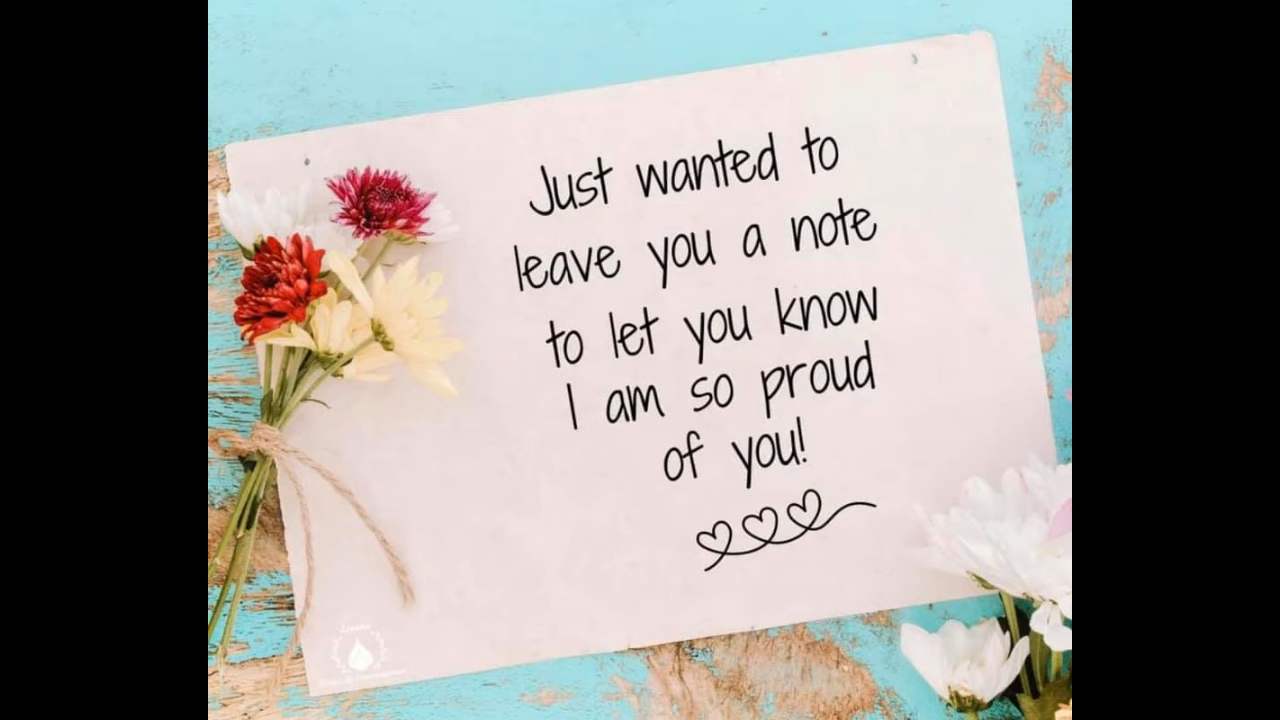 Just wanted to
leave you a note
to let you know
I am so proud
of you!